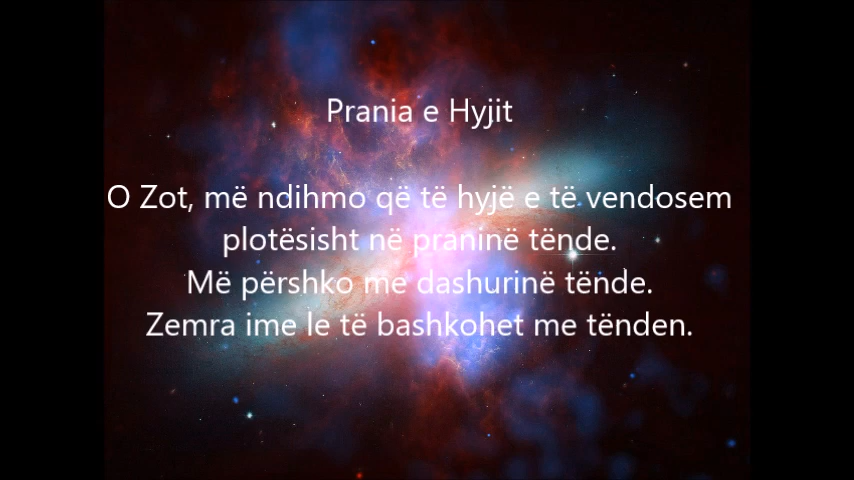 Prania e Hyjit
O Zot, më ndihmo që të hyjë e të vendosem
plotësisht në praninë tënde.
Më përshko me dashurinë tënde.
Zemra ime le të bashkohet me tënden.